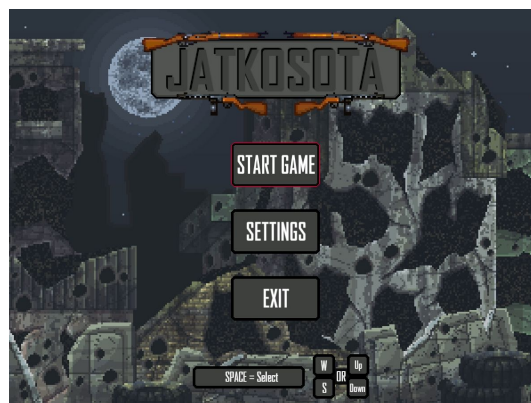 JATKOSOTA
START GAME
SETTINGS
EXIT
SPACE = Select
W OR Up
S Down